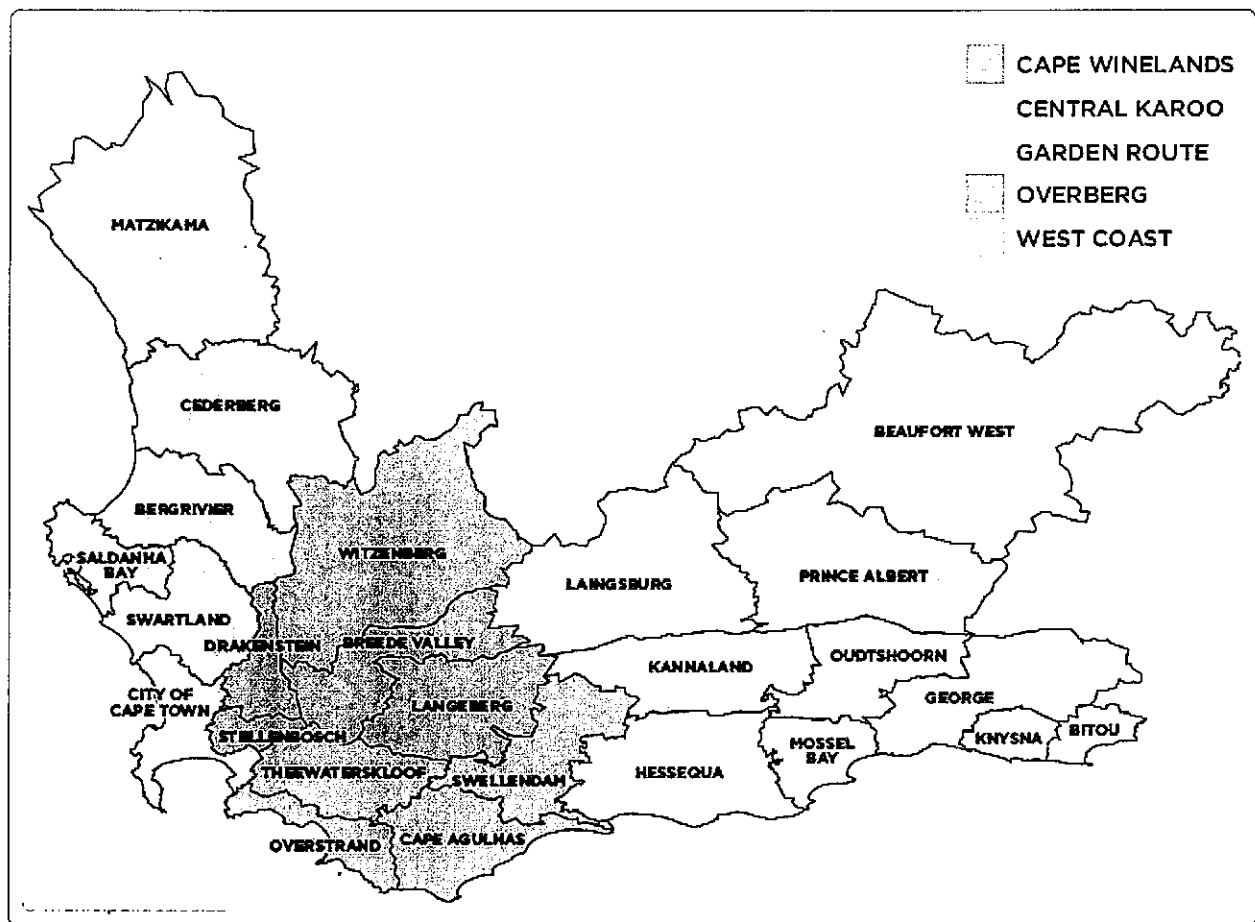 CAPE WINELANDS
CENTRAL KAROO
GARDEN ROUTE
OVERBERG
WEST COAST
MATZIKAMA
CEDERBERG
BEAUFORT WEST
BERGRIVIER
WITZENBERG
SALDANHA
BAY
LAINGSBURG
PRINCE ALBERT
SWARTLAND
DRAKENSTEIN
BREEDE VALLEY
KANNALAND
OUDTSHOORN
CITY OF
CAPE TOWN
LANGEBERG
GEORGE
STELLENBOSCH
MOSSEL
BAY
KNYSNA
BITOU
THEEWATERSKLOOF
SWELLENDAM
HESSEQUA
OVERSTRAND
CAPE AGULHAS